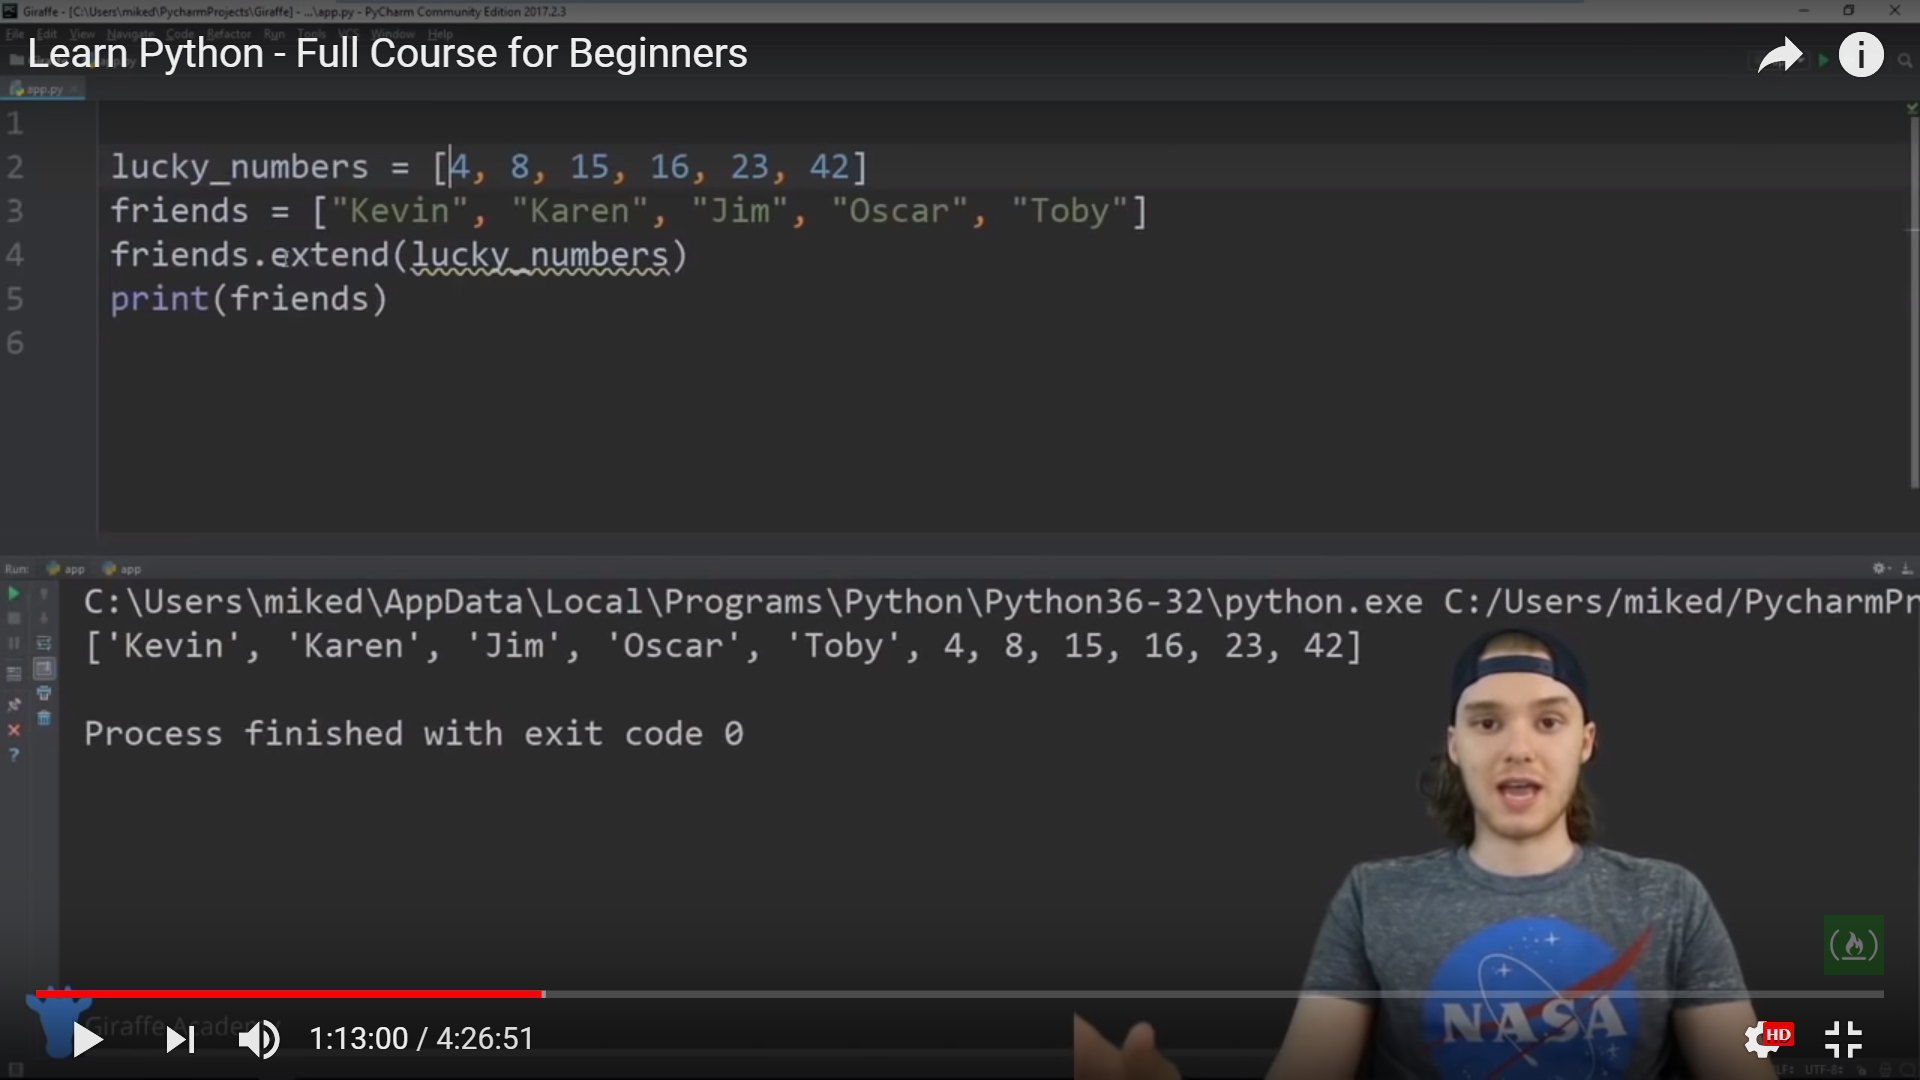 Giraffe - [C:\Users\miked\PycharmProjects\Giraffe] - ...\app.py - PyCharm Community Edition 2017.2.3
File Edit View Navigate Code Refactor Run Tools VCS Window Help
Learn Python - Full Course for Beginners
app.py
1
2 lucky_numbers = [4, 8, 15, 16, 23, 42]
3 friends = ["Kevin", "Karen", "Jim", "Oscar", "Toby"]
4 friends.extend(lucky_numbers)
5 print(friends)
6
Run: app app
C:\Users\miked\AppData\Local\Programs\Python\Python36-32\python.exe C:/Users/miked/PycharmPr
['Kevin', 'Karen', 'Jim', 'Oscar', 'Toby', 4, 8, 15, 16, 23, 42]
Process finished with exit code 0
NASA
Giraffe Academy
1:13:00 / 4:26:51
HD
UTF-8